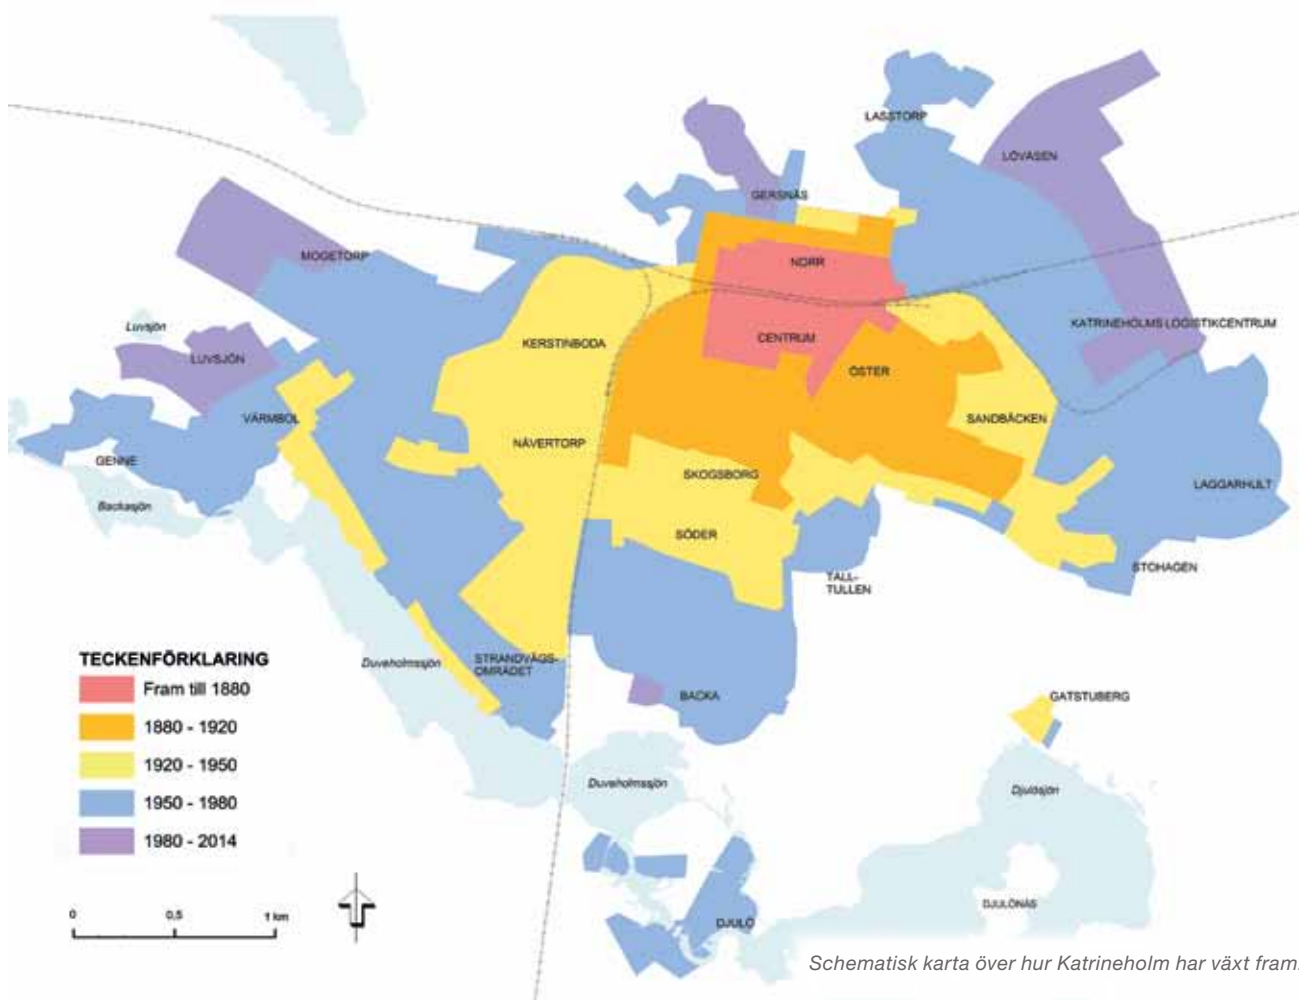 LASSTORP
LÖVÅSEN
GERSNÄS
MOGETORP
NORR
Luvsjön
KATRINEHOLMS LOGISTIKCENTRUM
KERSTINBODA
CENTRUM
LUVSJÖN
ÖSTER
VÄRMBOL
SANDBÄCKEN
NÄVERTORP
GENNE
SKOGSBORG
LAGGARHULT
Backasjön
SÖDER
STOHAGEN
TALL-
TULLEN
Duveholmssjön
STRANDVÄGS-
OMRÅDET
BACKA
GATSTUBERG
TECKENFÖRKLARING
Fram till 1880
1880 - 1920
1920 - 1950
1950 - 1980
1980 - 2014
Duveholmssjön
Djulösjön
DJULÖNÄS
DJULÖ
0 0,5 1 km
Schematisk karta över hur Katrineholm har växt fram.